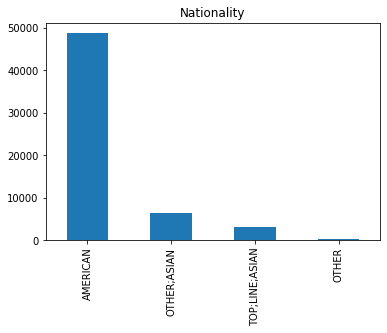 Nationality
50000
40000
30000
20000
10000
0
AMERICAN
OTHER;ASIAN
TOP;LINE;ASIAN
OTHER